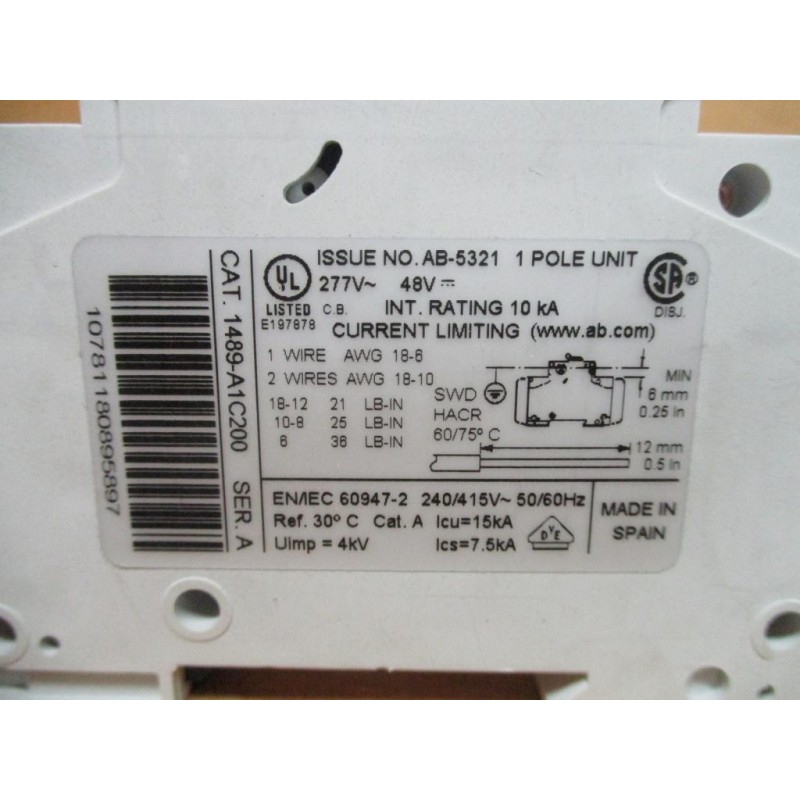 CAT. 1489-A1C200 SER. A
10781180895897
UL
LISTED C.B.
E197878
ISSUE NO. AB-5321 1 POLE UNIT
277V~ 48V⎓
INT. RATING 10 kA
CURRENT LIMITING (www.ab.com)
SA ®
DISJ.
1 WIRE AWG 18-6
2 WIRES AWG 18-10
18-12 21 LB-IN
10-8 25 LB-IN
6 36 LB-IN
SWD
HACR
60/75° C
MIN
6 mm
0.25 in
12 mm
0.5 in
EN/IEC 60947-2 240/415V~ 50/60Hz
Ref. 30° C Cat. A Icu=15kA
Uimp = 4kV Ics=7.5kA
DVE
MADE IN
SPAIN